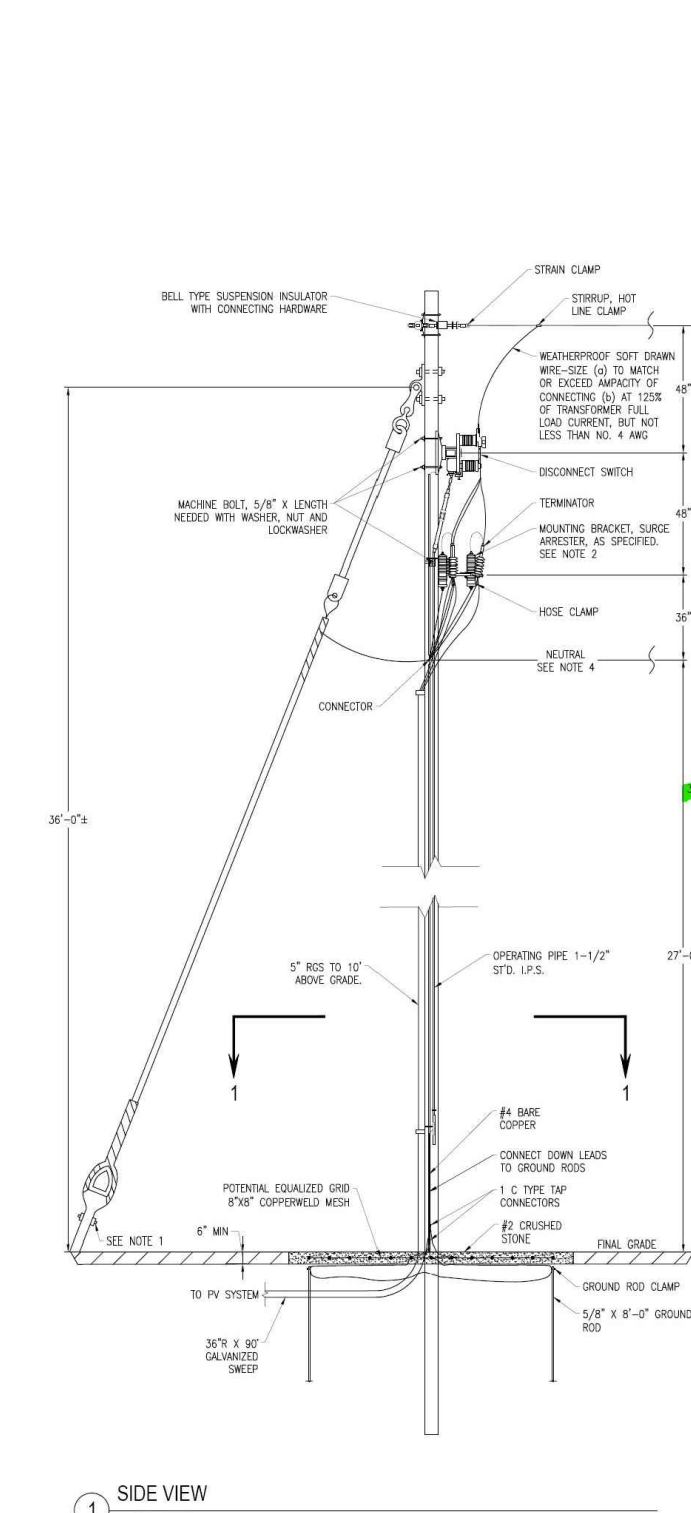 STRAIN CLAMP
BELL TYPE SUSPENSION INSULATOR
WITH CONNECTING HARDWARE
STIRRUP, HOT
LINE CLAMP
WEATHERPROOF SOFT DRAWN
WIRE-SIZE (a) TO MATCH
OR EXCEED AMPACITY OF
CONNECTING (b) AT 125%
OF TRANSFORMER FULL
LOAD CURRENT, BUT NOT
LESS THAN NO. 4 AWG
48"
DISCONNECT SWITCH
MACHINE BOLT, 5/8" X LENGTH
NEEDED WITH WASHER, NUT AND
LOCKWASHER
TERMINATOR
48"
MOUNTING BRACKET, SURGE
ARRESTER, AS SPECIFIED.
SEE NOTE 2
HOSE CLAMP
36"
NEUTRAL
SEE NOTE 4
CONNECTOR
36'-0"±
5" RGS TO 10'
ABOVE GRADE.
OPERATING PIPE 1-1/2"
ST'D. I.P.S.
1
1
#4 BARE
COPPER
CONNECT DOWN LEADS
TO GROUND RODS
POTENTIAL EQUALIZED GRID
8"X8" COPPERWELD MESH
1 C TYPE TAP
CONNECTORS
#2 CRUSHED
STONE
6" MIN
SEE NOTE 1
FINAL GRADE
TO PV SYSTEM
GROUND ROD CLAMP
5/8" X 8'-0" GROUND
ROD
36"R X 90°
GALVANIZED
SWEEP
1
SIDE VIEW